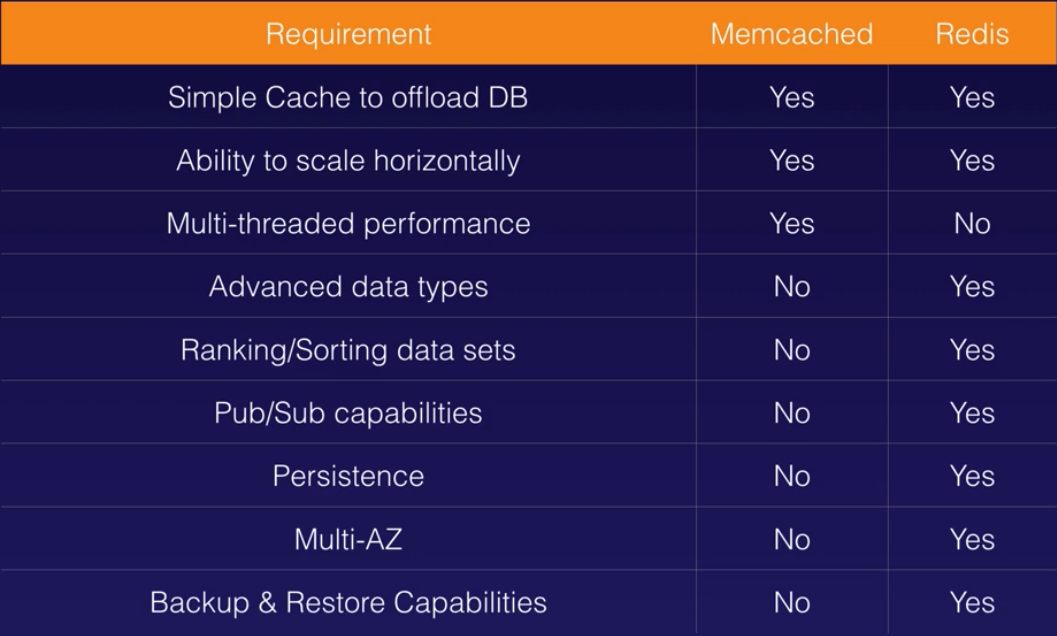 Requirement Memcached Redis
Simple Cache to offload DB Yes Yes
Ability to scale horizontally Yes Yes
Multi-threaded performance Yes No
Advanced data types No Yes
Ranking/Sorting data sets No Yes
Pub/Sub capabilities No Yes
Persistence No Yes
Multi-AZ No Yes
Backup & Restore Capabilities No Yes